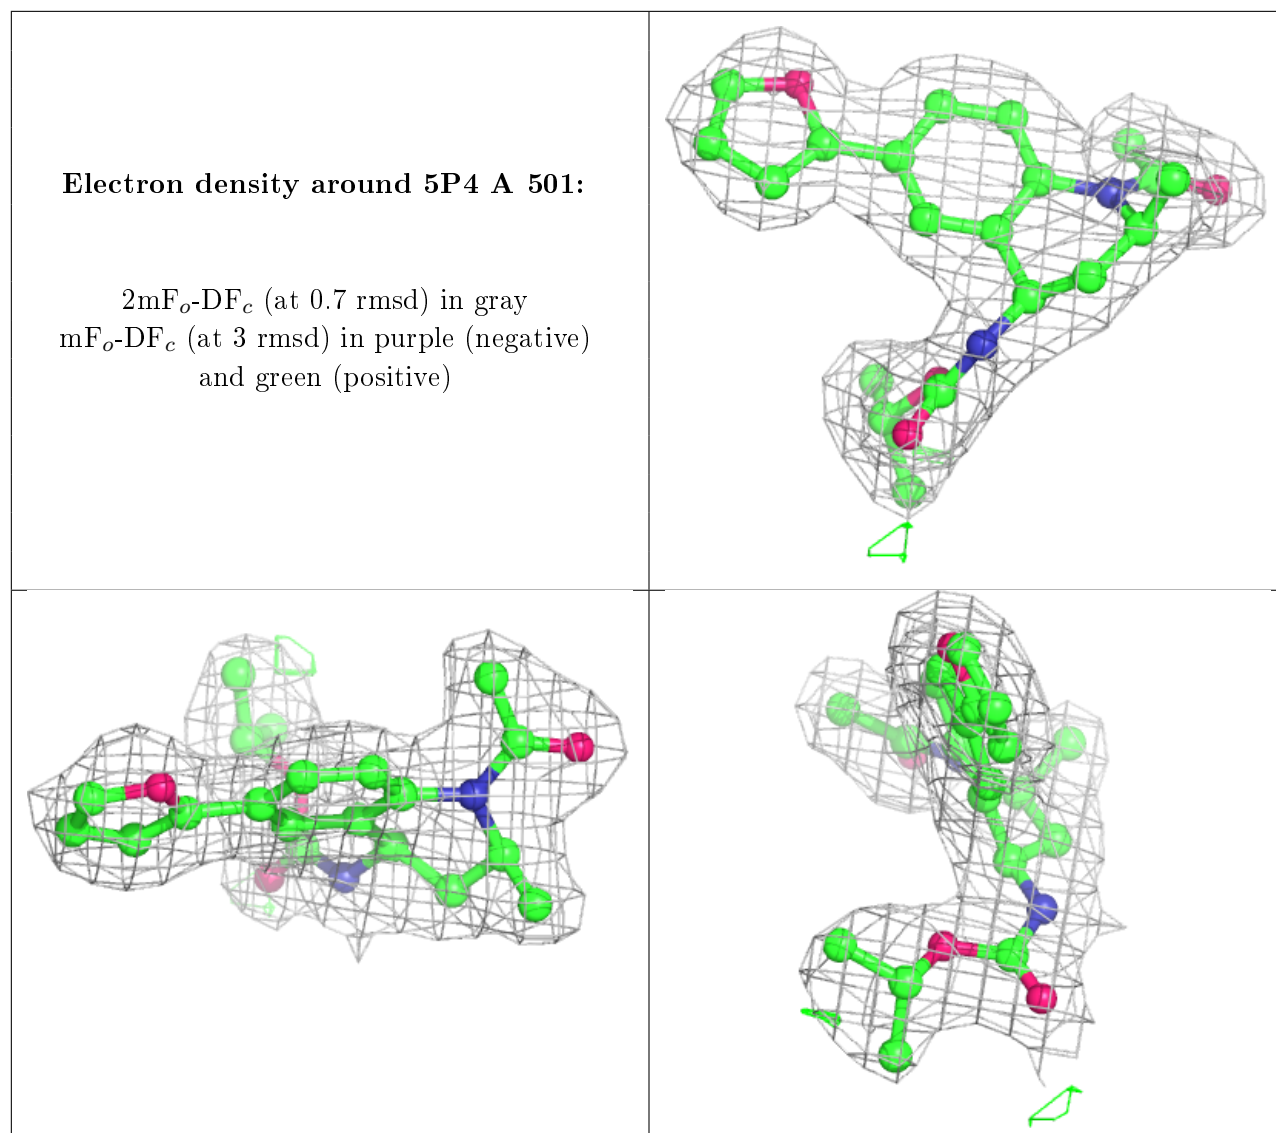 Electron density around 5P4 A 501:
2mFₒ-DF𝒸 (at 0.7 rmsd) in gray
mFₒ-DF𝒸 (at 3 rmsd) in purple (negative)
and green (positive)